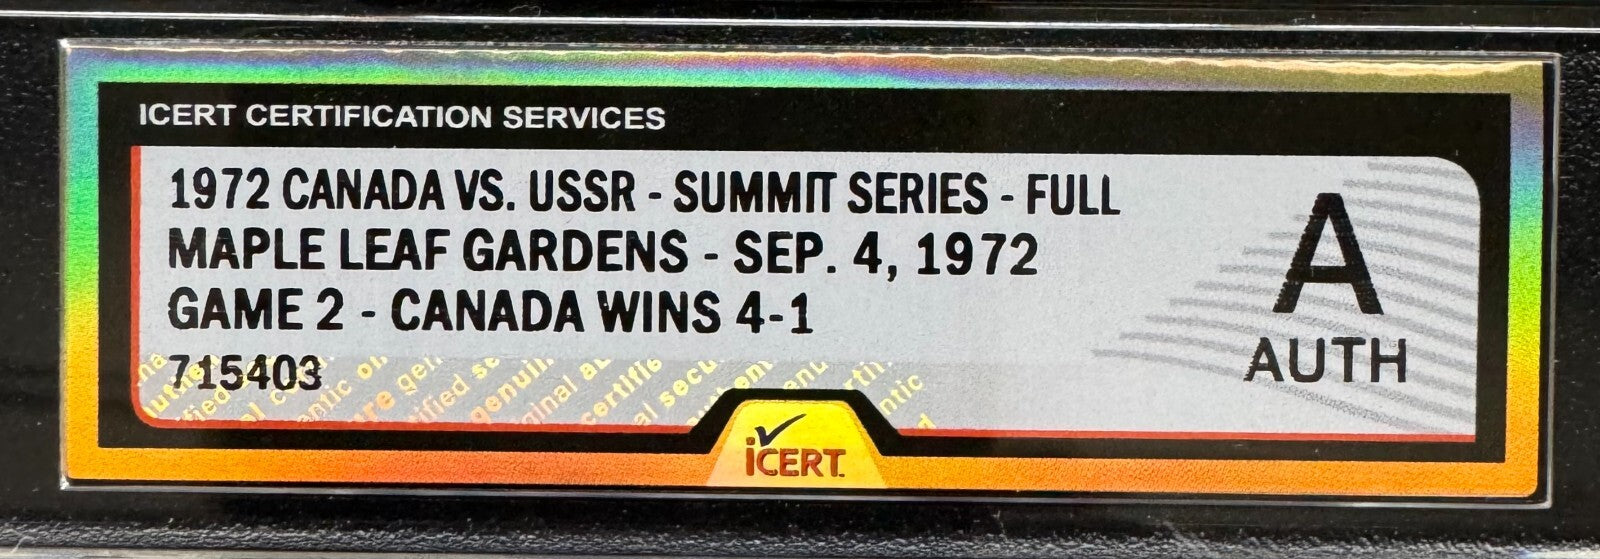 ICERT CERTIFICATION SERVICES
1972 CANADA VS. USSR - SUMMIT SERIES - FULL
MAPLE LEAF GARDENS - SEP. 4, 1972
GAME 2 - CANADA WINS 4-1
715403
A
AUTH
iCERT